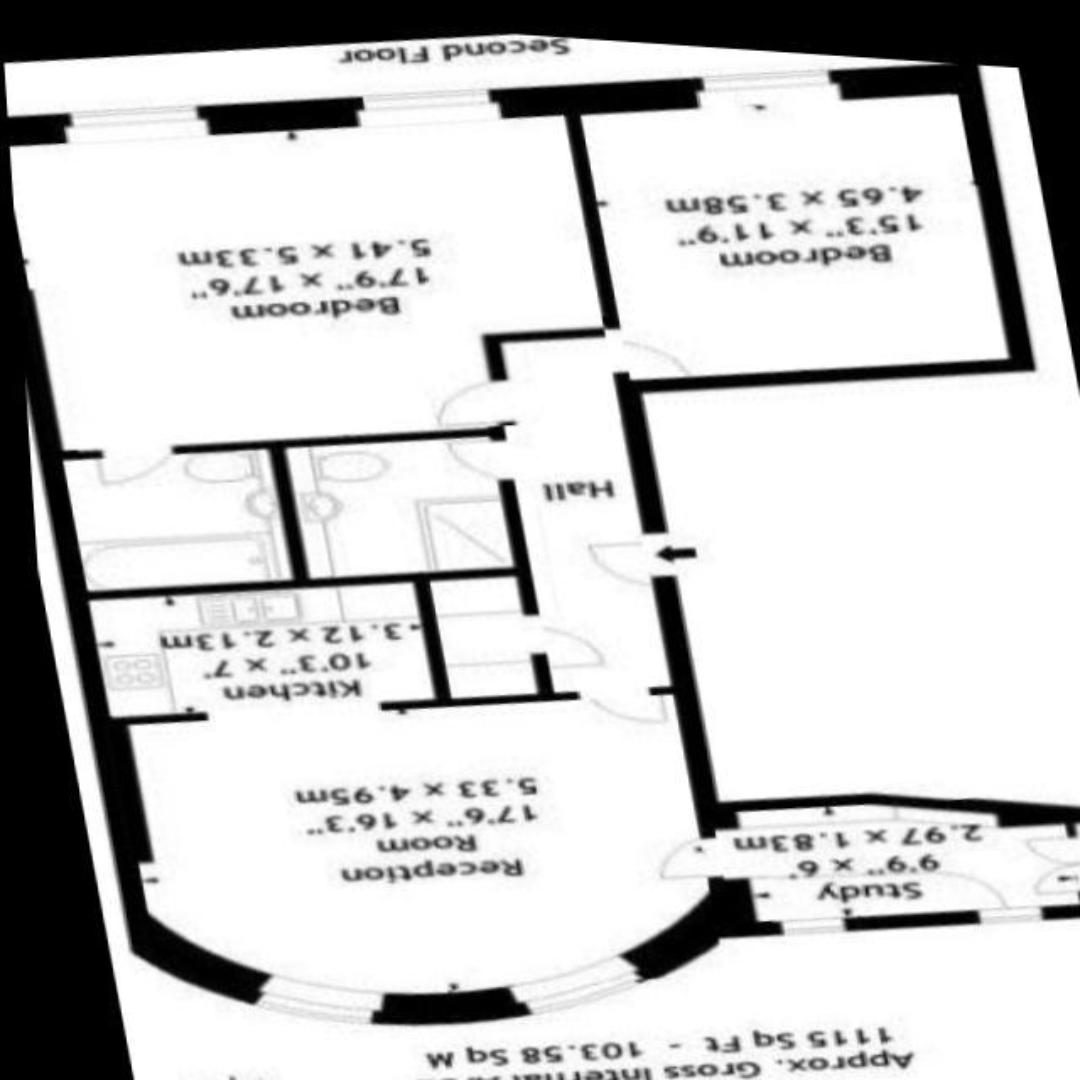 Approx. Gross Internal
1115 Sq Ft - 103.58 Sq M
Study
9'9" x 6'
2.97 x 1.83m
Reception
Room
17'6" x 16'3"
5.33 x 4.95m
Kitchen
10'3" x 7'
3.12 x 2.13m
Hall
Bedroom
15'3" x 11'9"
4.65 x 3.58m
Bedroom
17'9" x 17'6"
5.41 x 5.33m
Second Floor